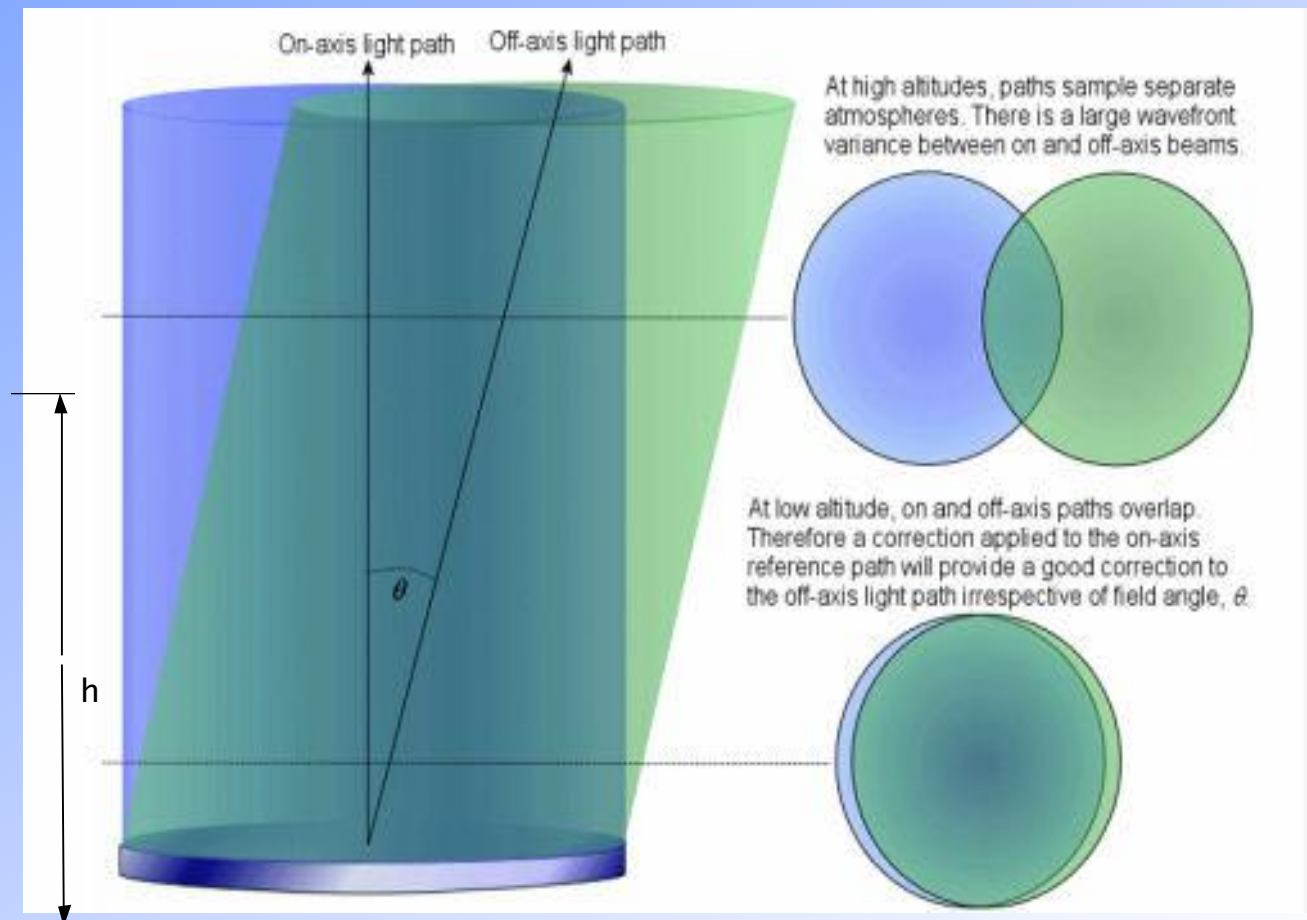 On-axis light path
Off-axis light path
At high altitudes, paths sample separate
atmospheres. There is a large wavefront
variance between on and off-axis beams.
θ
h
At low altitude, on and off-axis paths overlap.
Therefore a correction applied to the on-axis
reference path will provide a good correction to
the off-axis light path irrespective of field angle, θ.